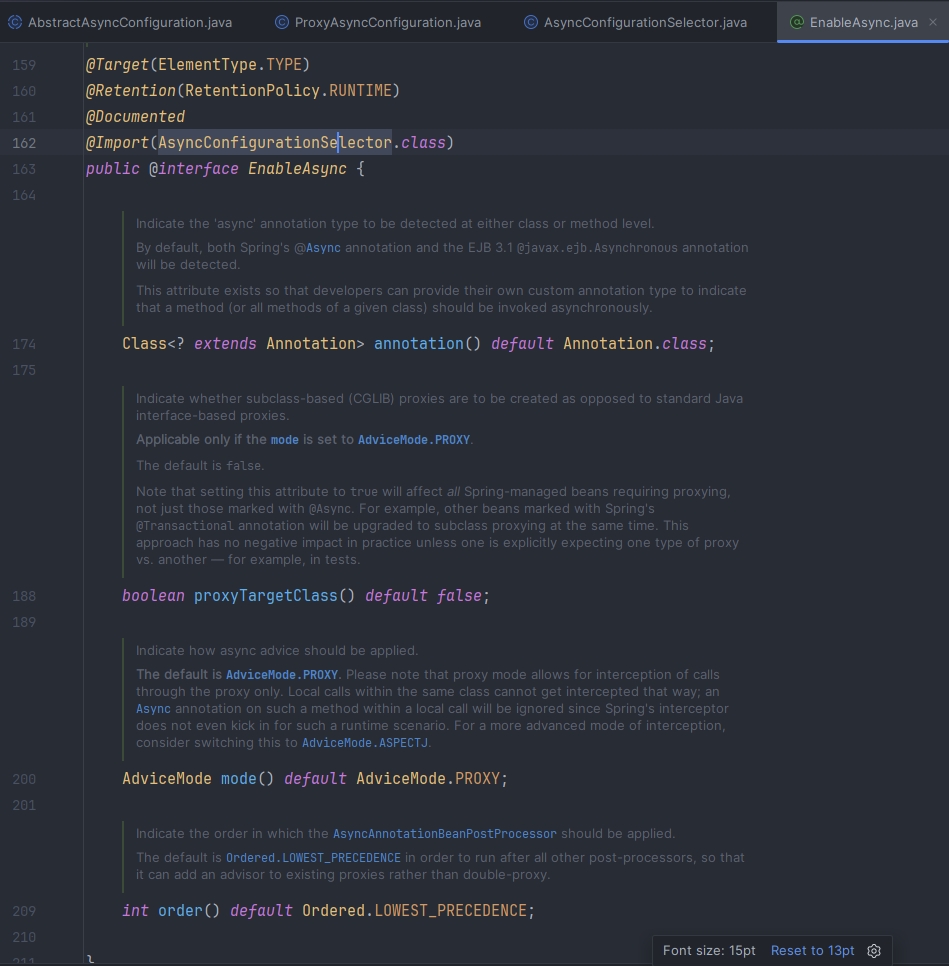 AbstractAsyncConfiguration.java ProxyAsyncConfiguration.java AsyncConfigurationSelector.java EnableAsync.java
159 @Target(ElementType.TYPE)
160 @Retention(RetentionPolicy.RUNTIME)
161 @Documented
162 @Import(AsyncConfigurationSelector.class)
163 public @interface EnableAsync {
164
Indicate the 'async' annotation type to be detected at either class or method level.
By default, both Spring's @Async annotation and the EJB 3.1 @javax.ejb.Asynchronous annotation
will be detected.
This attribute exists so that developers can provide their own custom annotation type to indicate
that a method (or all methods of a given class) should be invoked asynchronously.
174 Class<? extends Annotation> annotation() default Annotation.class;
175
Indicate whether subclass-based (CGLIB) proxies are to be created as opposed to standard Java
interface-based proxies.
Applicable only if the mode is set to AdviceMode.PROXY.
The default is false.
Note that setting this attribute to true will affect all Spring-managed beans requiring proxying,
not just those marked with @Async. For example, other beans marked with Spring's
@Transactional annotation will be upgraded to subclass proxying at the same time. This
approach has no negative impact in practice unless one is explicitly expecting one type of proxy
vs. another — for example, in tests.
188 boolean proxyTargetClass() default false;
189
Indicate how async advice should be applied.
The default is AdviceMode.PROXY. Please note that proxy mode allows for interception of calls
through the proxy only. Local calls within the same class cannot get intercepted that way; an
Async annotation on such a method within a local call will be ignored since Spring's interceptor
does not even kick in for such a runtime scenario. For a more advanced mode of interception,
consider switching this to AdviceMode.ASPECTJ.
200 AdviceMode mode() default AdviceMode.PROXY;
201
Indicate the order in which the AsyncAnnotationBeanPostProcessor should be applied.
The default is Ordered.LOWEST_PRECEDENCE in order to run after all other post-processors, so that
it can add an advisor to existing proxies rather than double-proxy.
209 int order() default Ordered.LOWEST_PRECEDENCE;
210
211 }
Font size: 15pt Reset to 13pt